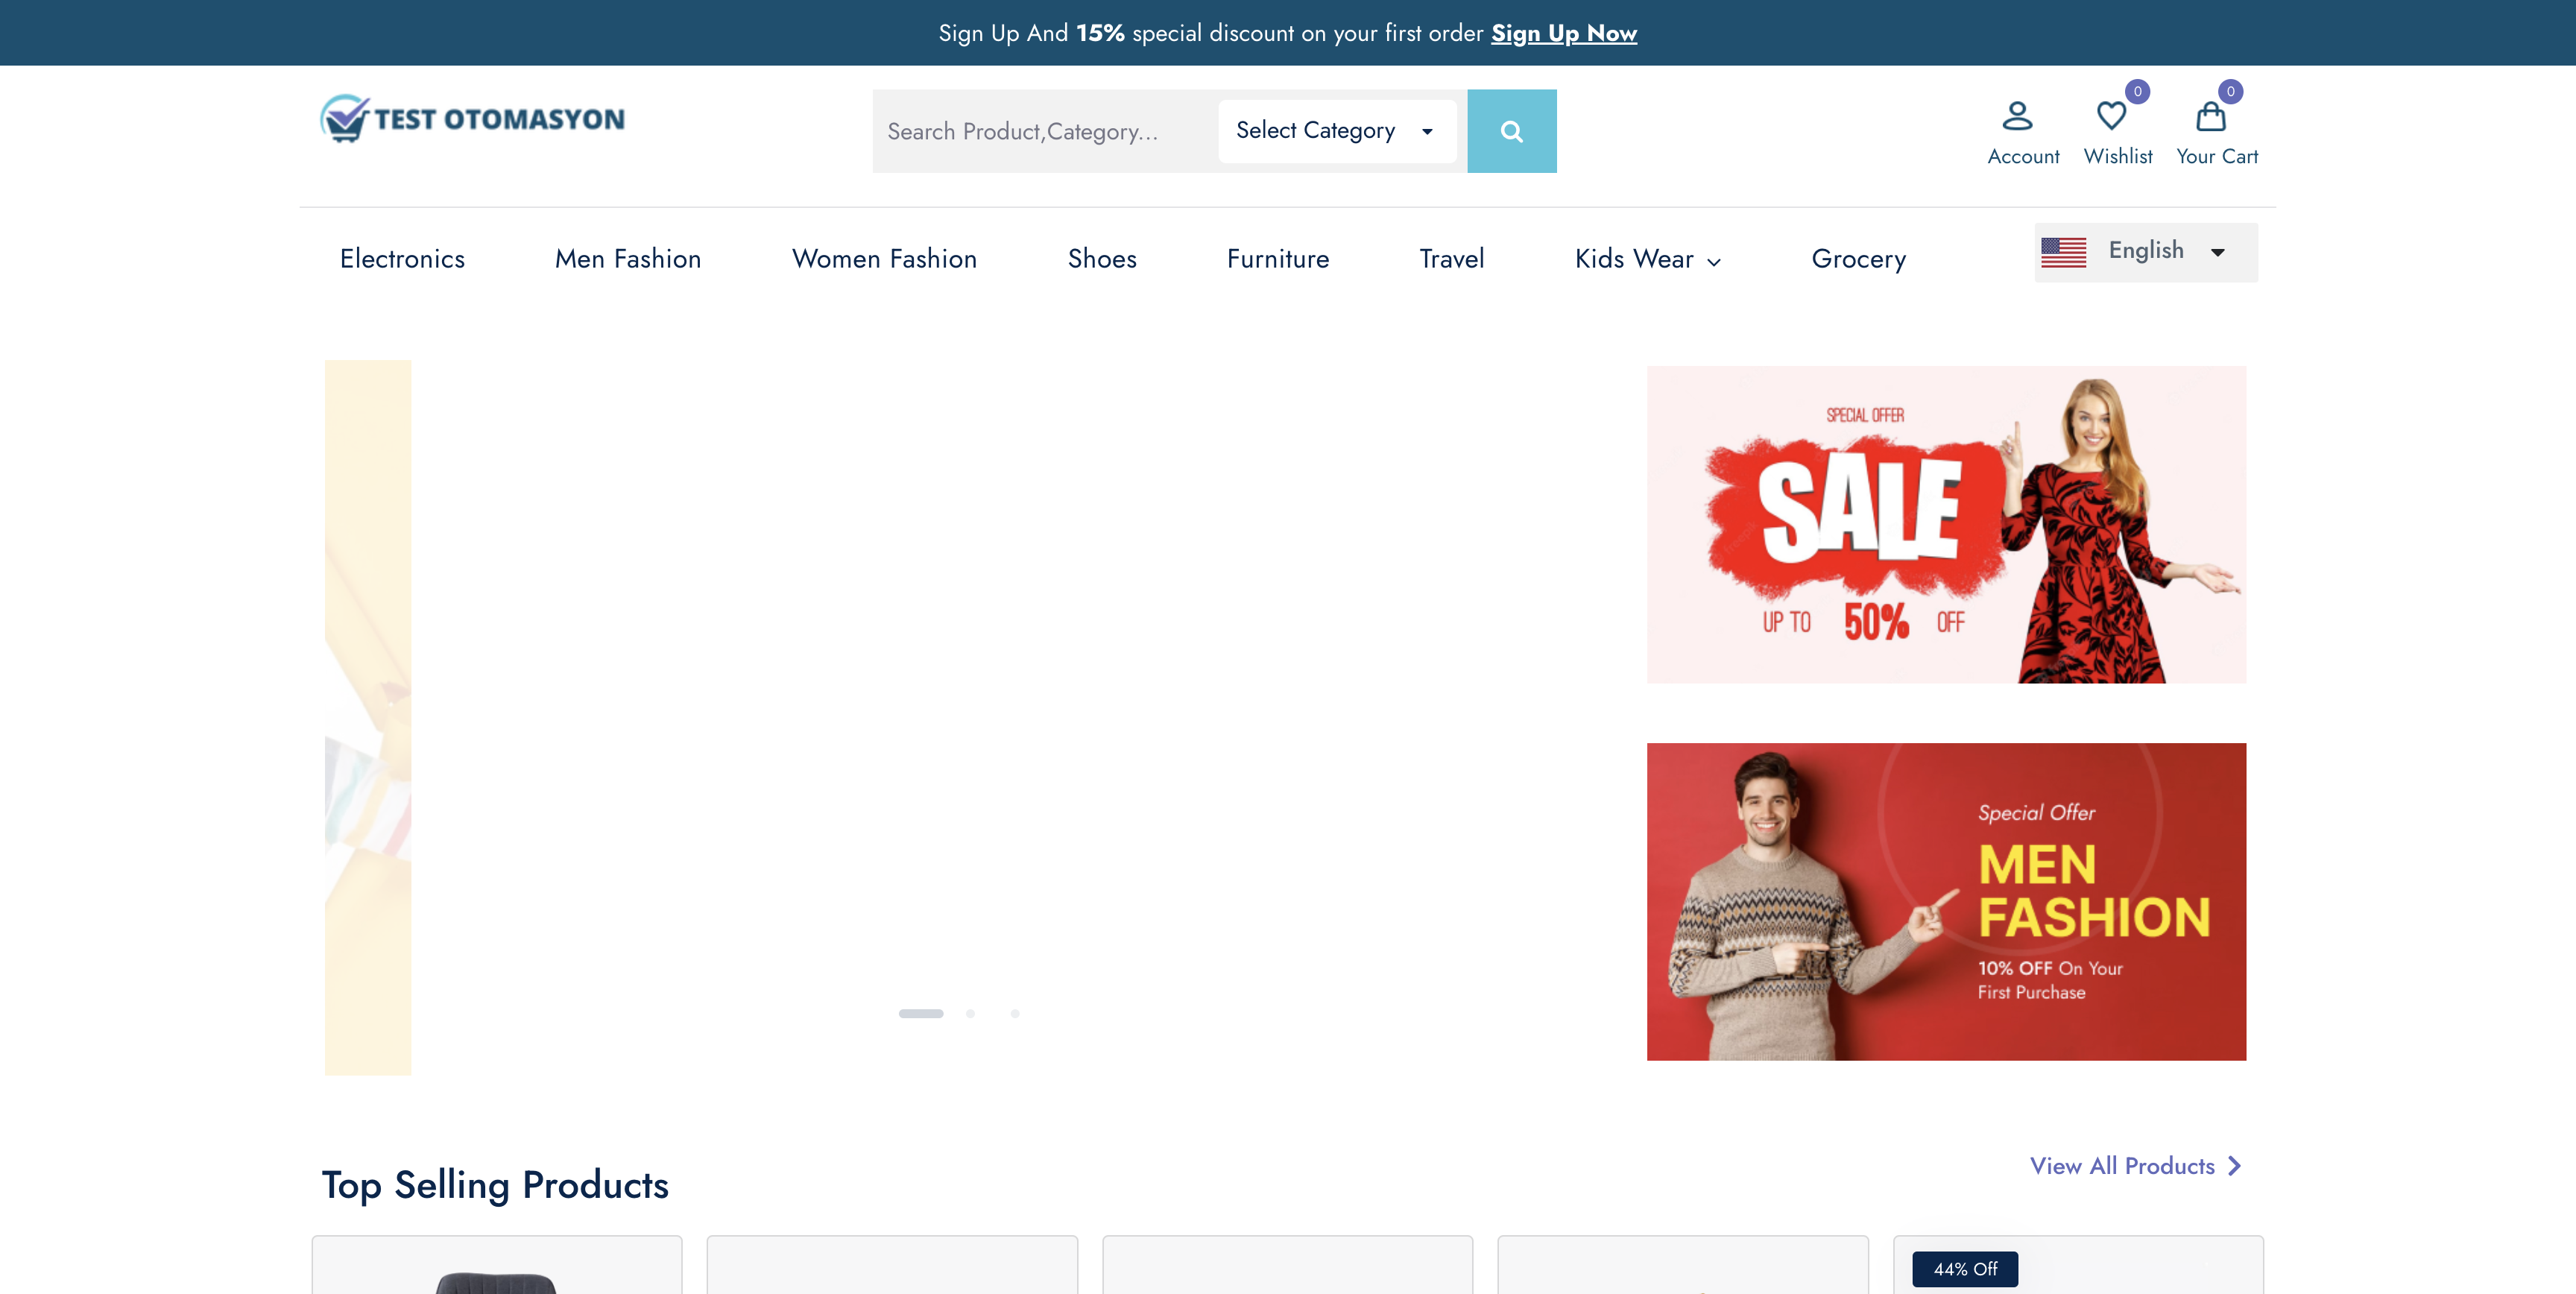 Sign Up And 15% special discount on your first order Sign Up Now
TEST OTOMASYON
Search Product,Category...
Select Category
0
0
Account
Wishlist
Your Cart
Electronics
Men Fashion
Women Fashion
Shoes
Furniture
Travel
Kids Wear
Grocery
English
SPECIAL OFFER
SALE
UP TO 50% OFF
Special Offer
MEN
FASHION
10% OFF On Your
First Purchase
Top Selling Products
View All Products
44% Off